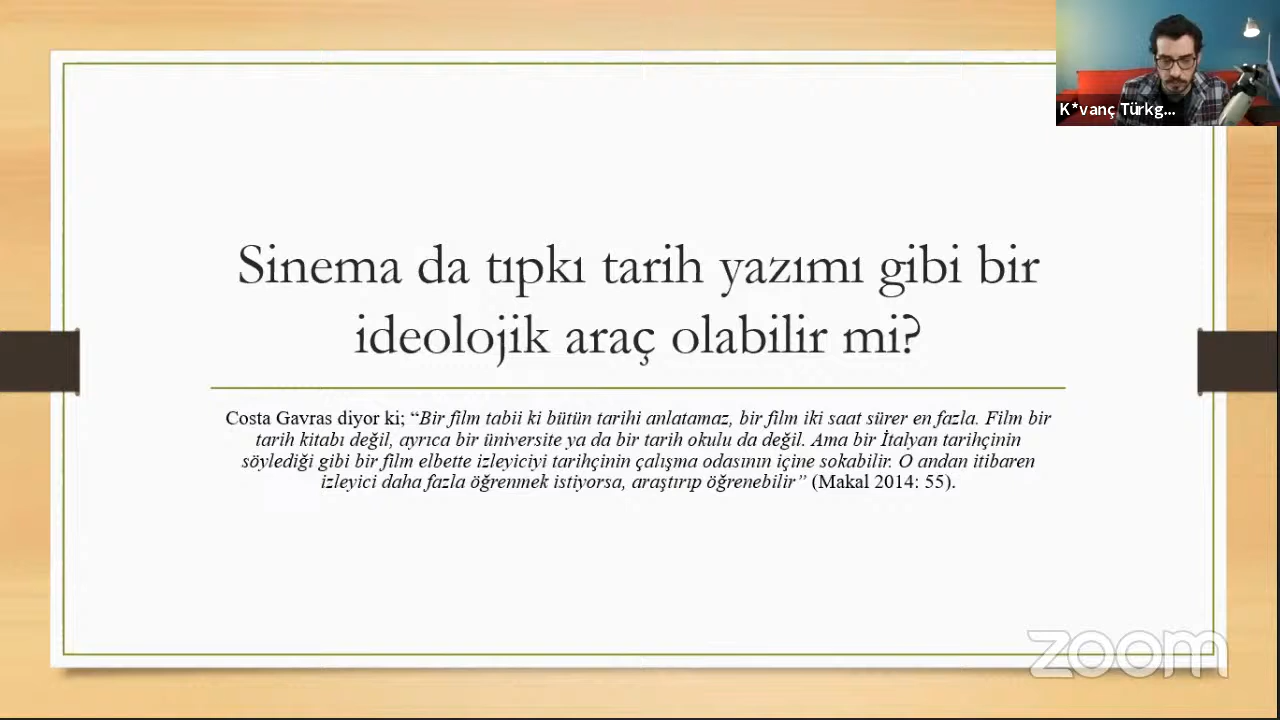 K*vanç Türkg...
Sinema da tıpkı tarih yazımı gibi bir
ideolojik araç olabilir mi?
Costa Gavras diyor ki; “Bir film tabii ki bütün tarihi anlatamaz, bir film iki saat sürer en fazla. Film bir
tarih kitabı değil, ayrıca bir üniversite ya da bir tarih okulu da değil. Ama bir İtalyan tarihçinin
söylediği gibi bir film elbette izleyiciyi tarihçinin çalışma odasının içine sokabilir. O andan itibaren
izleyici daha fazla öğrenmek istiyorsa, araştırıp öğrenebilir” (Makal 2014: 55).
zoom